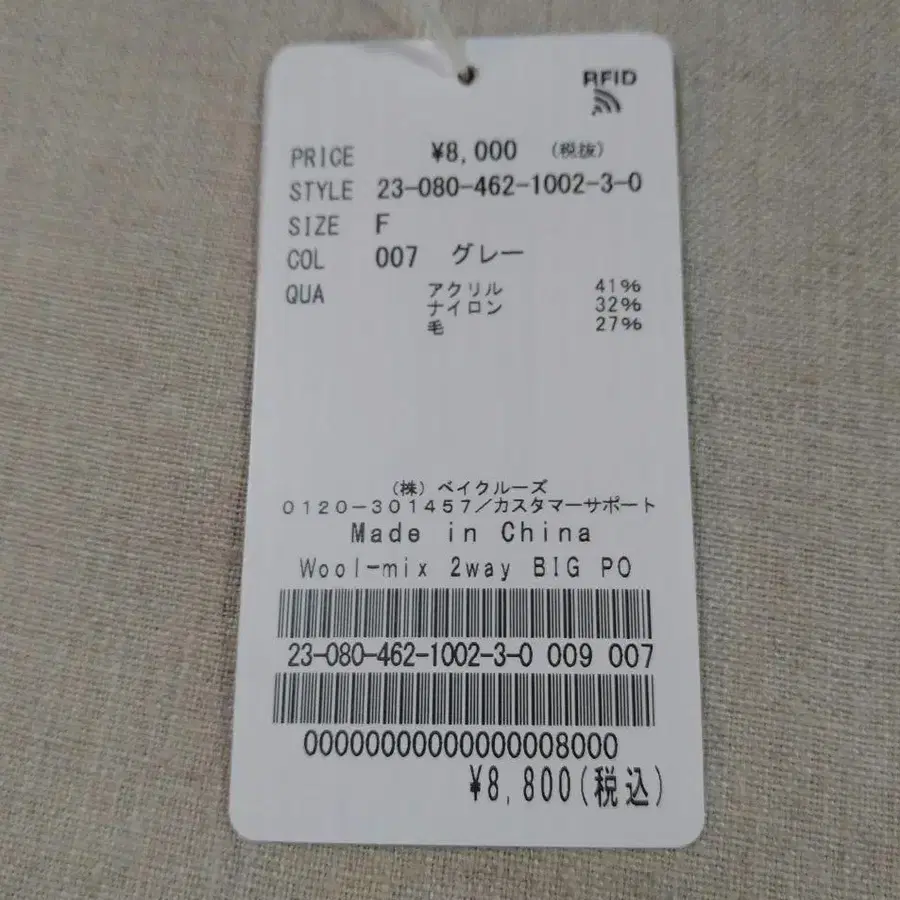 RFID
PRICE ¥8,000 (税抜)
STYLE 23-080-462-1002-3-0
SIZE F
COL 007 グレー
QUA アクリル 41%
ナイロン 32%
毛 27%
(株) ベイクルーズ
0120-301457/カスタマーサポート
Made in China
Wool-mix 2way BIG PO
23-080-462-1002-3-0 009 007
00000000000000008000
¥8,800(税込)